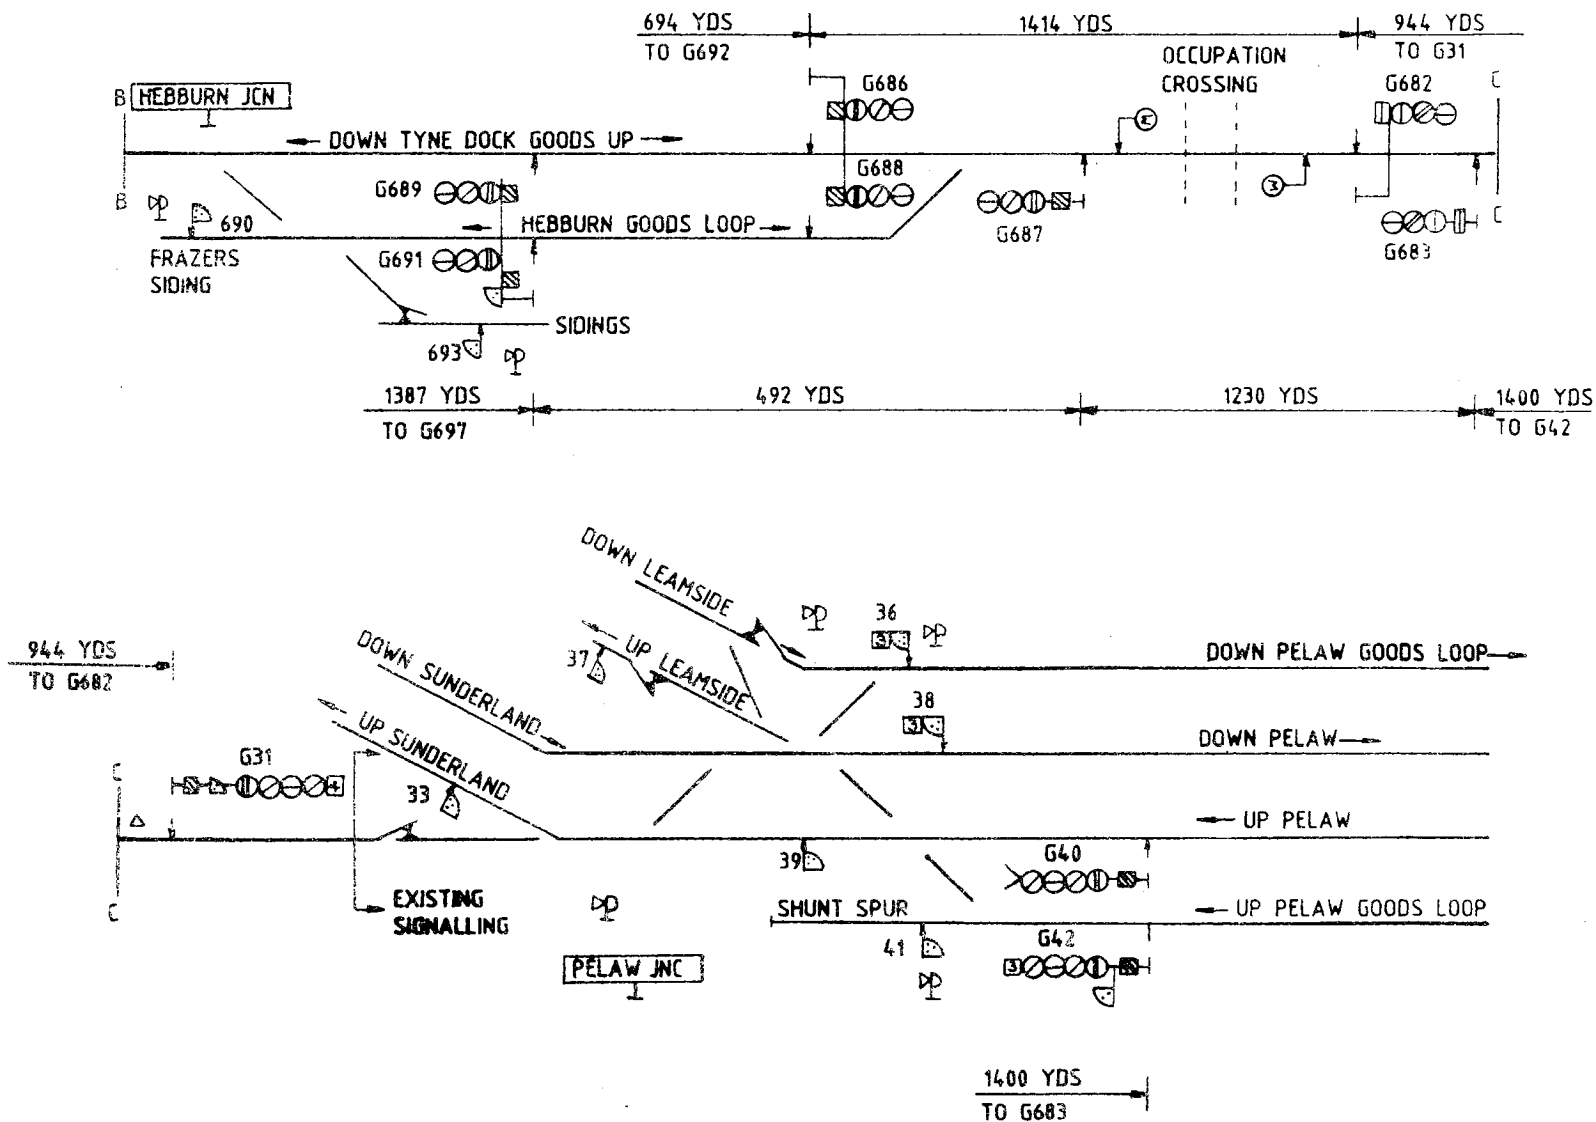 694 YDS
TO G692
1414 YDS
944 YDS
TO G31
OCCUPATION
CROSSING
G686
G682
C
B
HEBBURN JCN
DOWN TYNE DOCK GOODS UP
G688
G689
B
690
HEBBURN GOODS LOOP
G687
C
G683
FRAZERS
SIDING
G691
SIDINGS
693
1387 YDS
TO G697
492 YDS
1230 YDS
1400 YDS
TO G42
DOWN LEAMSIDE
36
3
944 YDS
TO G682
DOWN SUNDERLAND
37
UP LEAMSIDE
DOWN PELAW GOODS LOOP
38
3
UP SUNDERLAND
DOWN PELAW
G31
C
33
UP PELAW
39
G40
EXISTING
SIGNALLING
C
SHUNT SPUR
UP PELAW GOODS LOOP
41
G42
3
PELAW JNC
1400 YDS
TO G683